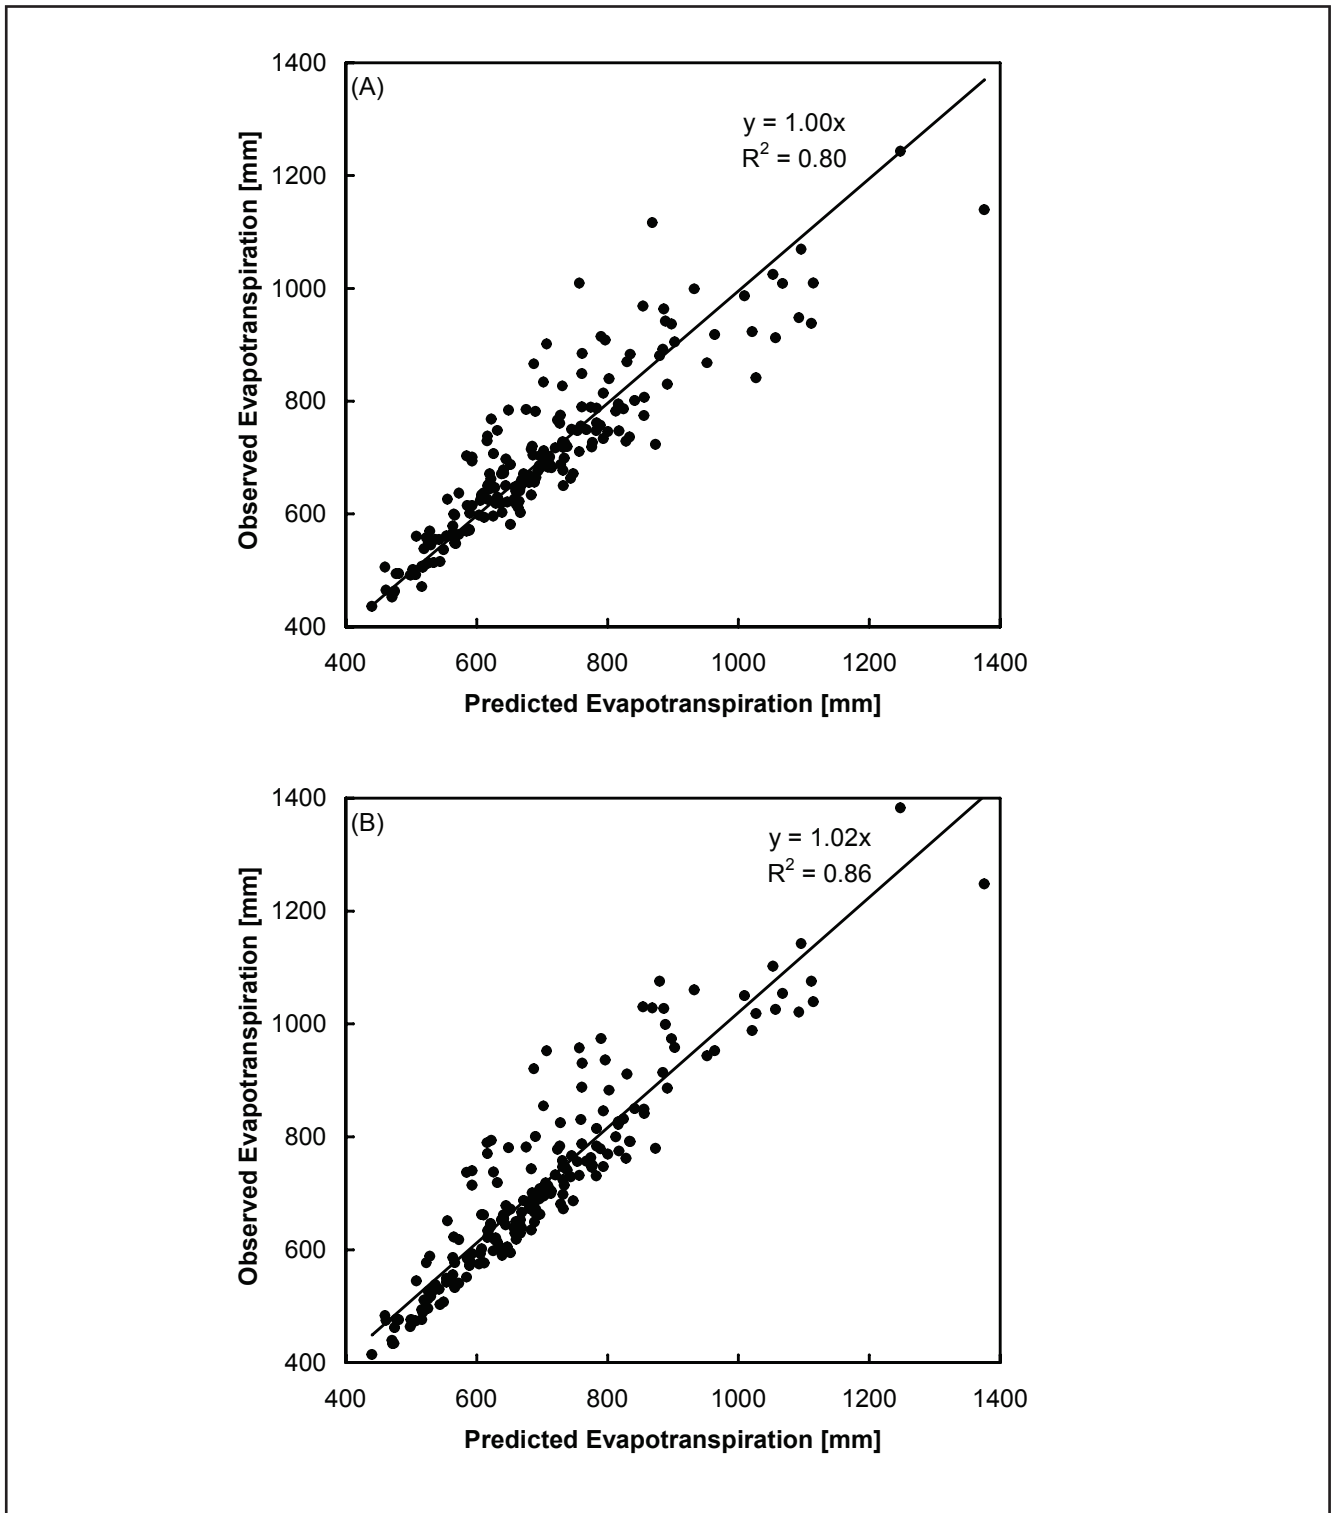 1400
(A)
y = 1.00x
R² = 0.80
1200
1000
800
600
400
Observed Evapotranspiration [mm]
400 600 800 1000 1200 1400
Predicted Evapotranspiration [mm]
1400
(B)
y = 1.02x
R² = 0.86
1200
1000
800
600
400
Observed Evapotranspiration [mm]
400 600 800 1000 1200 1400
Predicted Evapotranspiration [mm]